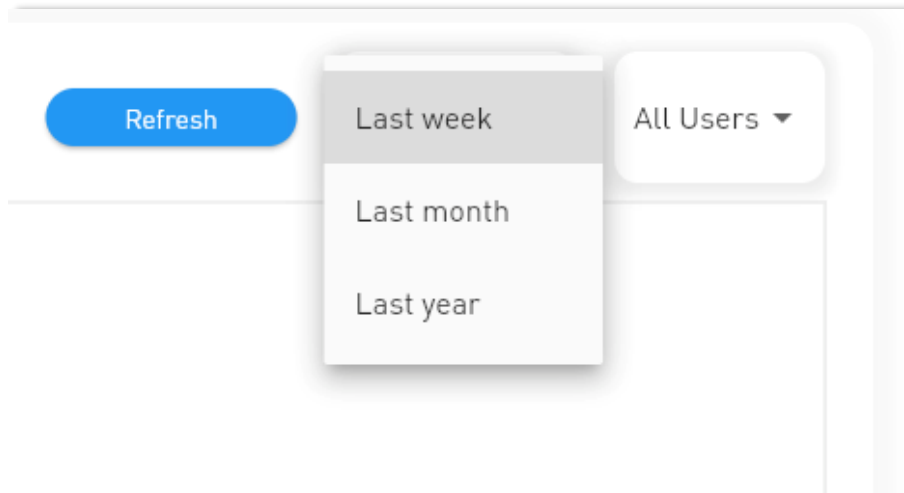 Refresh
Last week
All Users
Last month
Last year